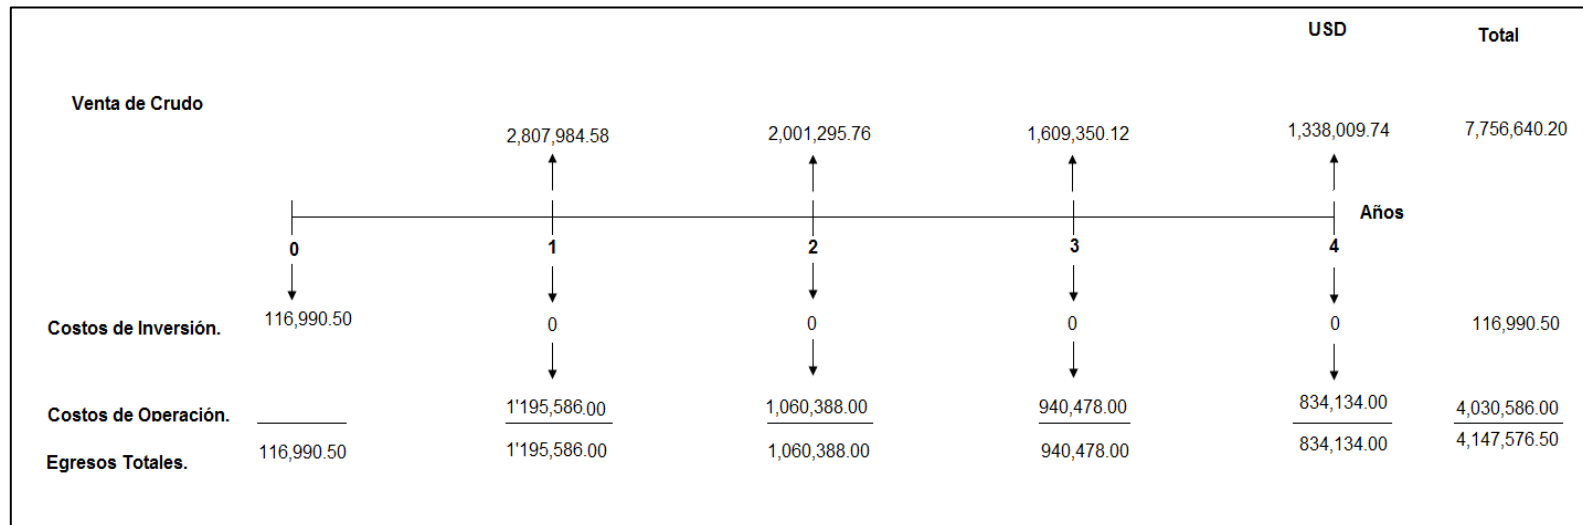 USD Total
Venta de Crudo
2,807,984.58 2,001,295.76 1,609,350.12 1,338,009.74 7,756,640.20
Años
0 1 2 3 4
Costos de Inversión. 116,990.50 0 0 0 0 116,990.50
Costos de Operación. 1'195,586.00 1,060,388.00 940,478.00 834,134.00 4,030,586.00
Egresos Totales. 116,990.50 1'195,586.00 1,060,388.00 940,478.00 834,134.00 4,147,576.50